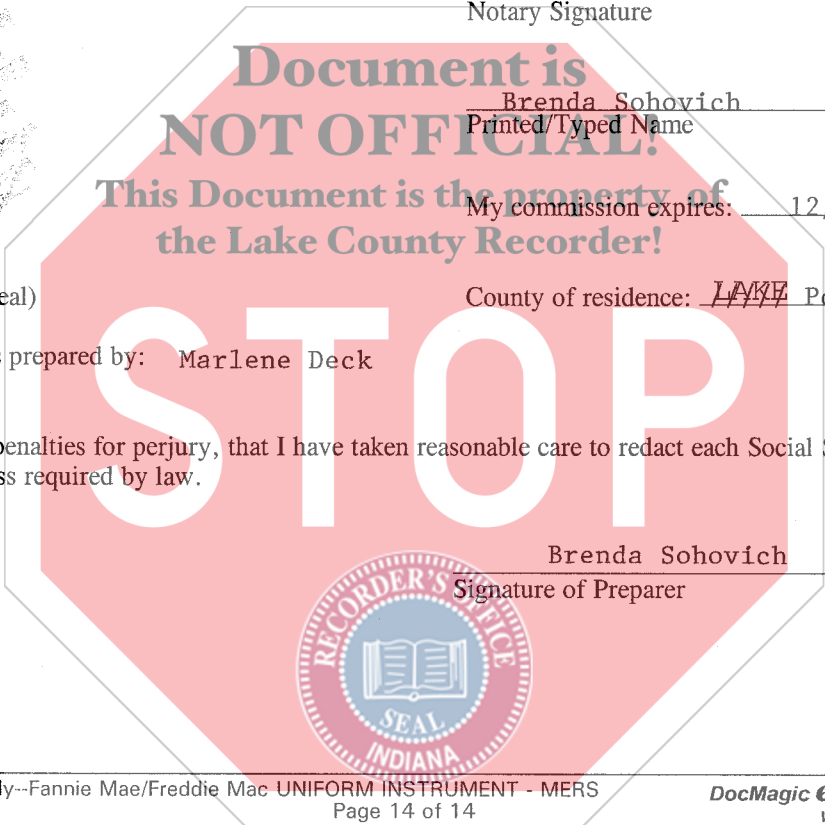 Notary Signature
Document is
Brenda Sohovich
NOT OFFICIAL!
Printed/Typed Name
This Document is the property of
My commission expires: 12
the Lake County Recorder!
eal)
County of residence: LAKE
STOP
prepared by: Marlene Deck
penalties for perjury, that I have taken reasonable care to redact each Social
ss required by law.
Brenda Sohovich
Signature of Preparer
RECORDER'S OFFICE
SEAL
INDIANA
ly--Fannie Mae/Freddie Mac UNIFORM INSTRUMENT - MERS
DocMagic
Page 14 of 14